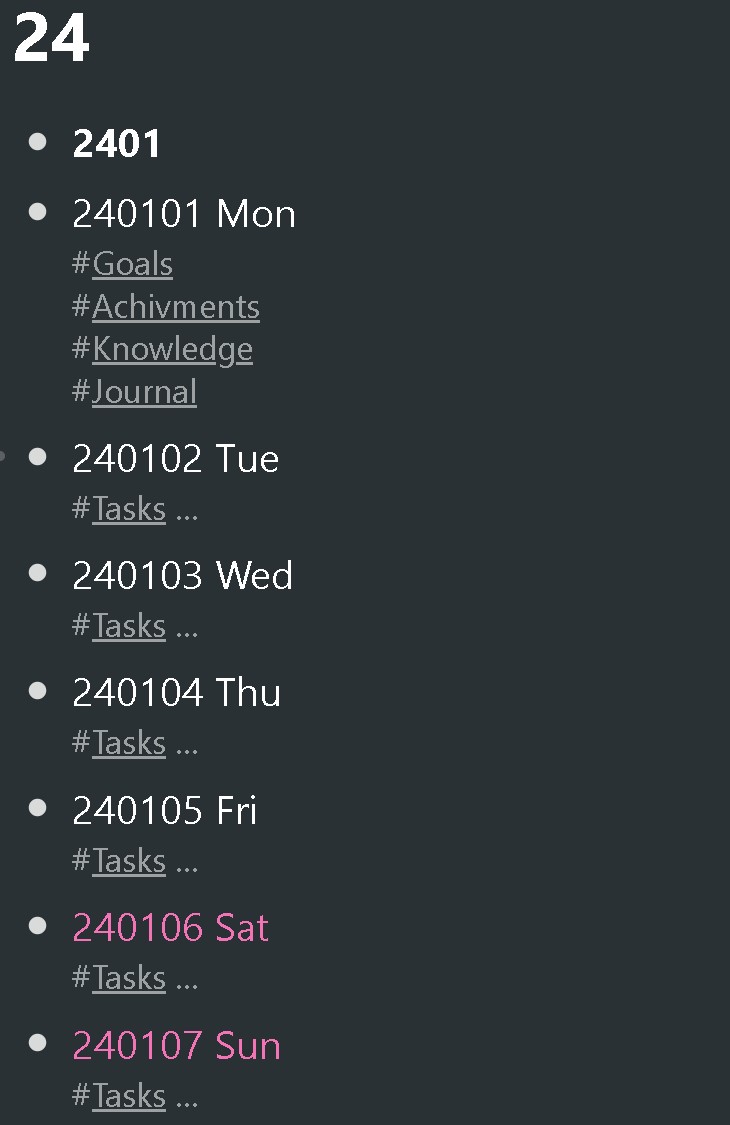 24
2401
240101 Mon
#Goals
#Achivments
#Knowledge
#Journal
240102 Tue
#Tasks ...
240103 Wed
#Tasks ...
240104 Thu
#Tasks ...
240105 Fri
#Tasks ...
240106 Sat
#Tasks ...
240107 Sun
#Tasks ...